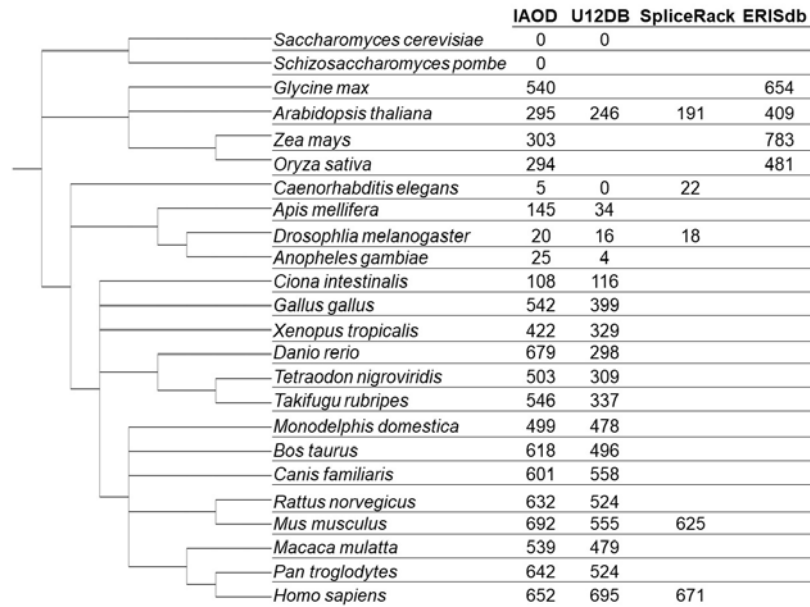 IAOD U12DB SpliceRack ERISdb
Saccharomyces cerevisiae 0 0
Schizosaccharomyces pombe 0
Glycine max 540 654
Arabidopsis thaliana 295 246 191 409
Zea mays 303 783
Oryza sativa 294 481
Caenorhabditis elegans 5 0 22
Apis mellifera 145 34
Drosophlia melanogaster 20 16 18
Anopheles gambiae 25 4
Ciona intestinalis 108 116
Gallus gallus 542 399
Xenopus tropicalis 422 329
Danio rerio 679 298
Tetraodon nigroviridis 503 309
Takifugu rubripes 546 337
Monodelphis domestica 499 478
Bos taurus 618 496
Canis familiaris 601 558
Rattus norvegicus 632 524
Mus musculus 692 555 625
Macaca mulatta 539 479
Pan troglodytes 642 524
Homo sapiens 652 695 671